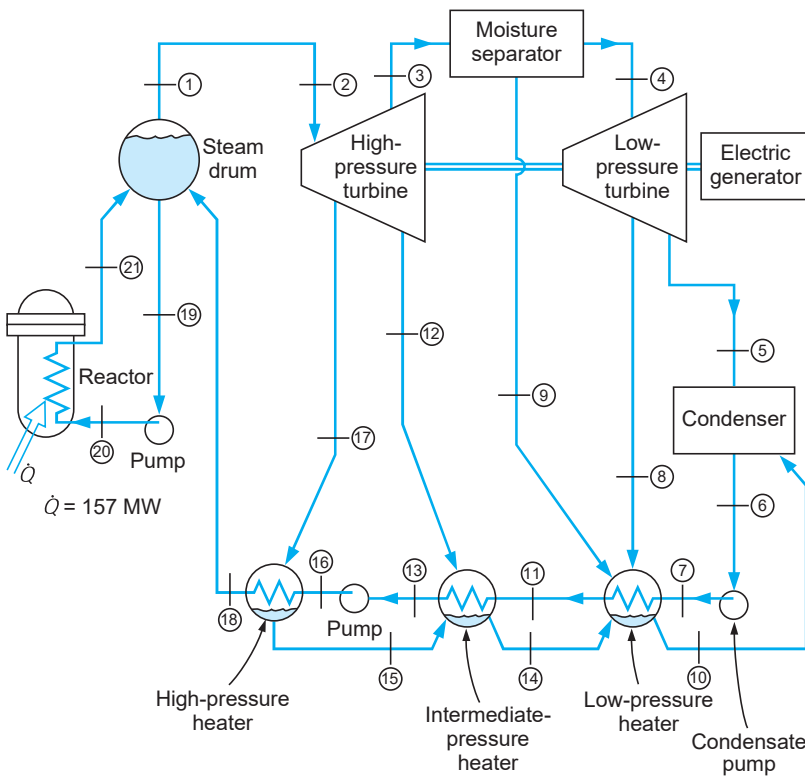 Moisture
separator
① ② ③ ④
Steam
drum
High-
pressure
turbine
Low-
pressure
turbine
Electric
generator
㉑
⑲
⑫
⑤
Reactor
⑨
Condenser
⑳
Pump
⑰
Q̇
⑧
⑥
Q̇ = 157 MW
⑯ ⑬ ⑪ ⑦
⑱
Pump
⑮ ⑭ ⑩
High-pressure
heater
Intermediate-
pressure heater
Low-pressure
heater
Condensate
pump